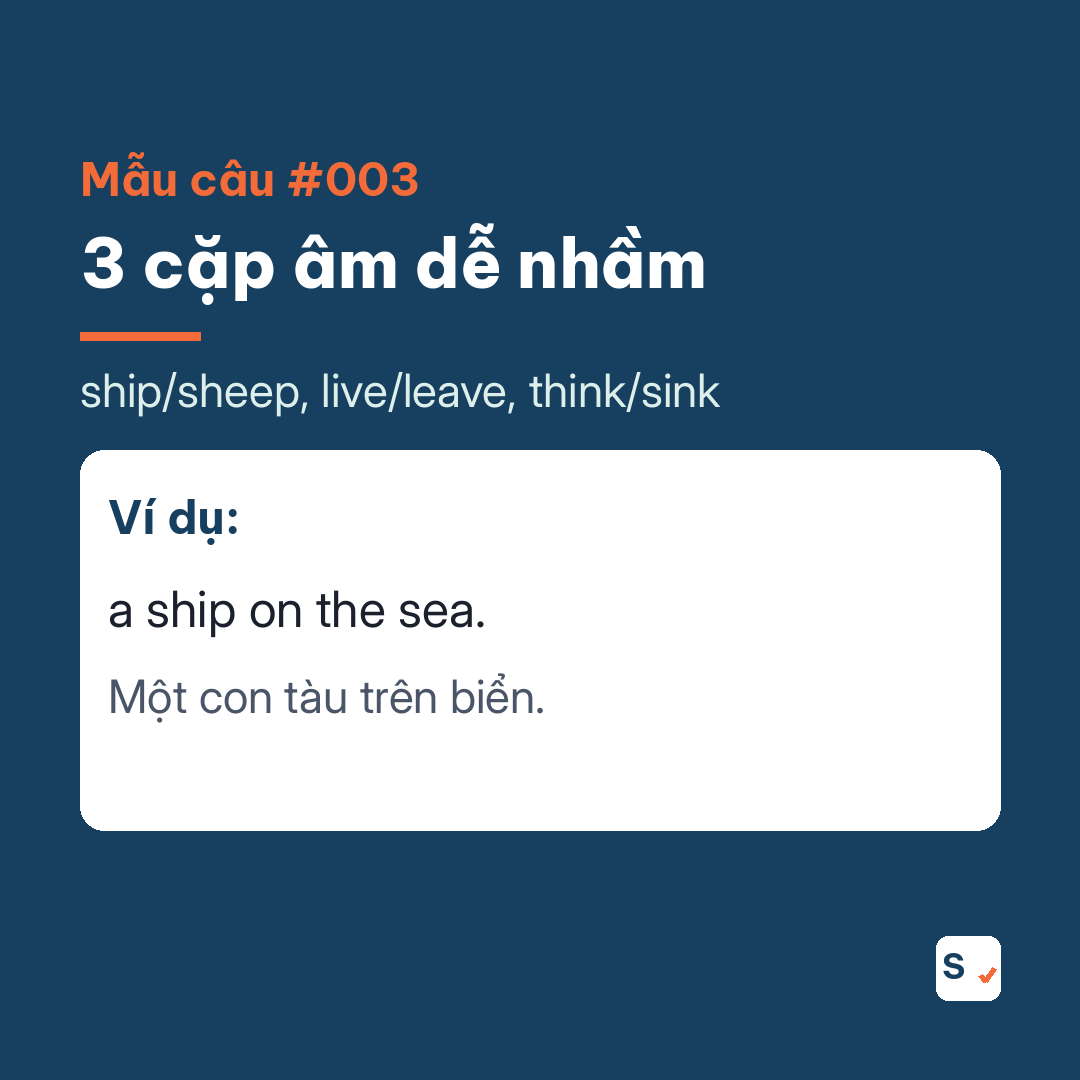 Mẫu câu #003
3 cặp âm dễ nhầm
ship/sheep, live/leave, think/sink
Ví dụ:
a ship on the sea.
Một con tàu trên biển.
S